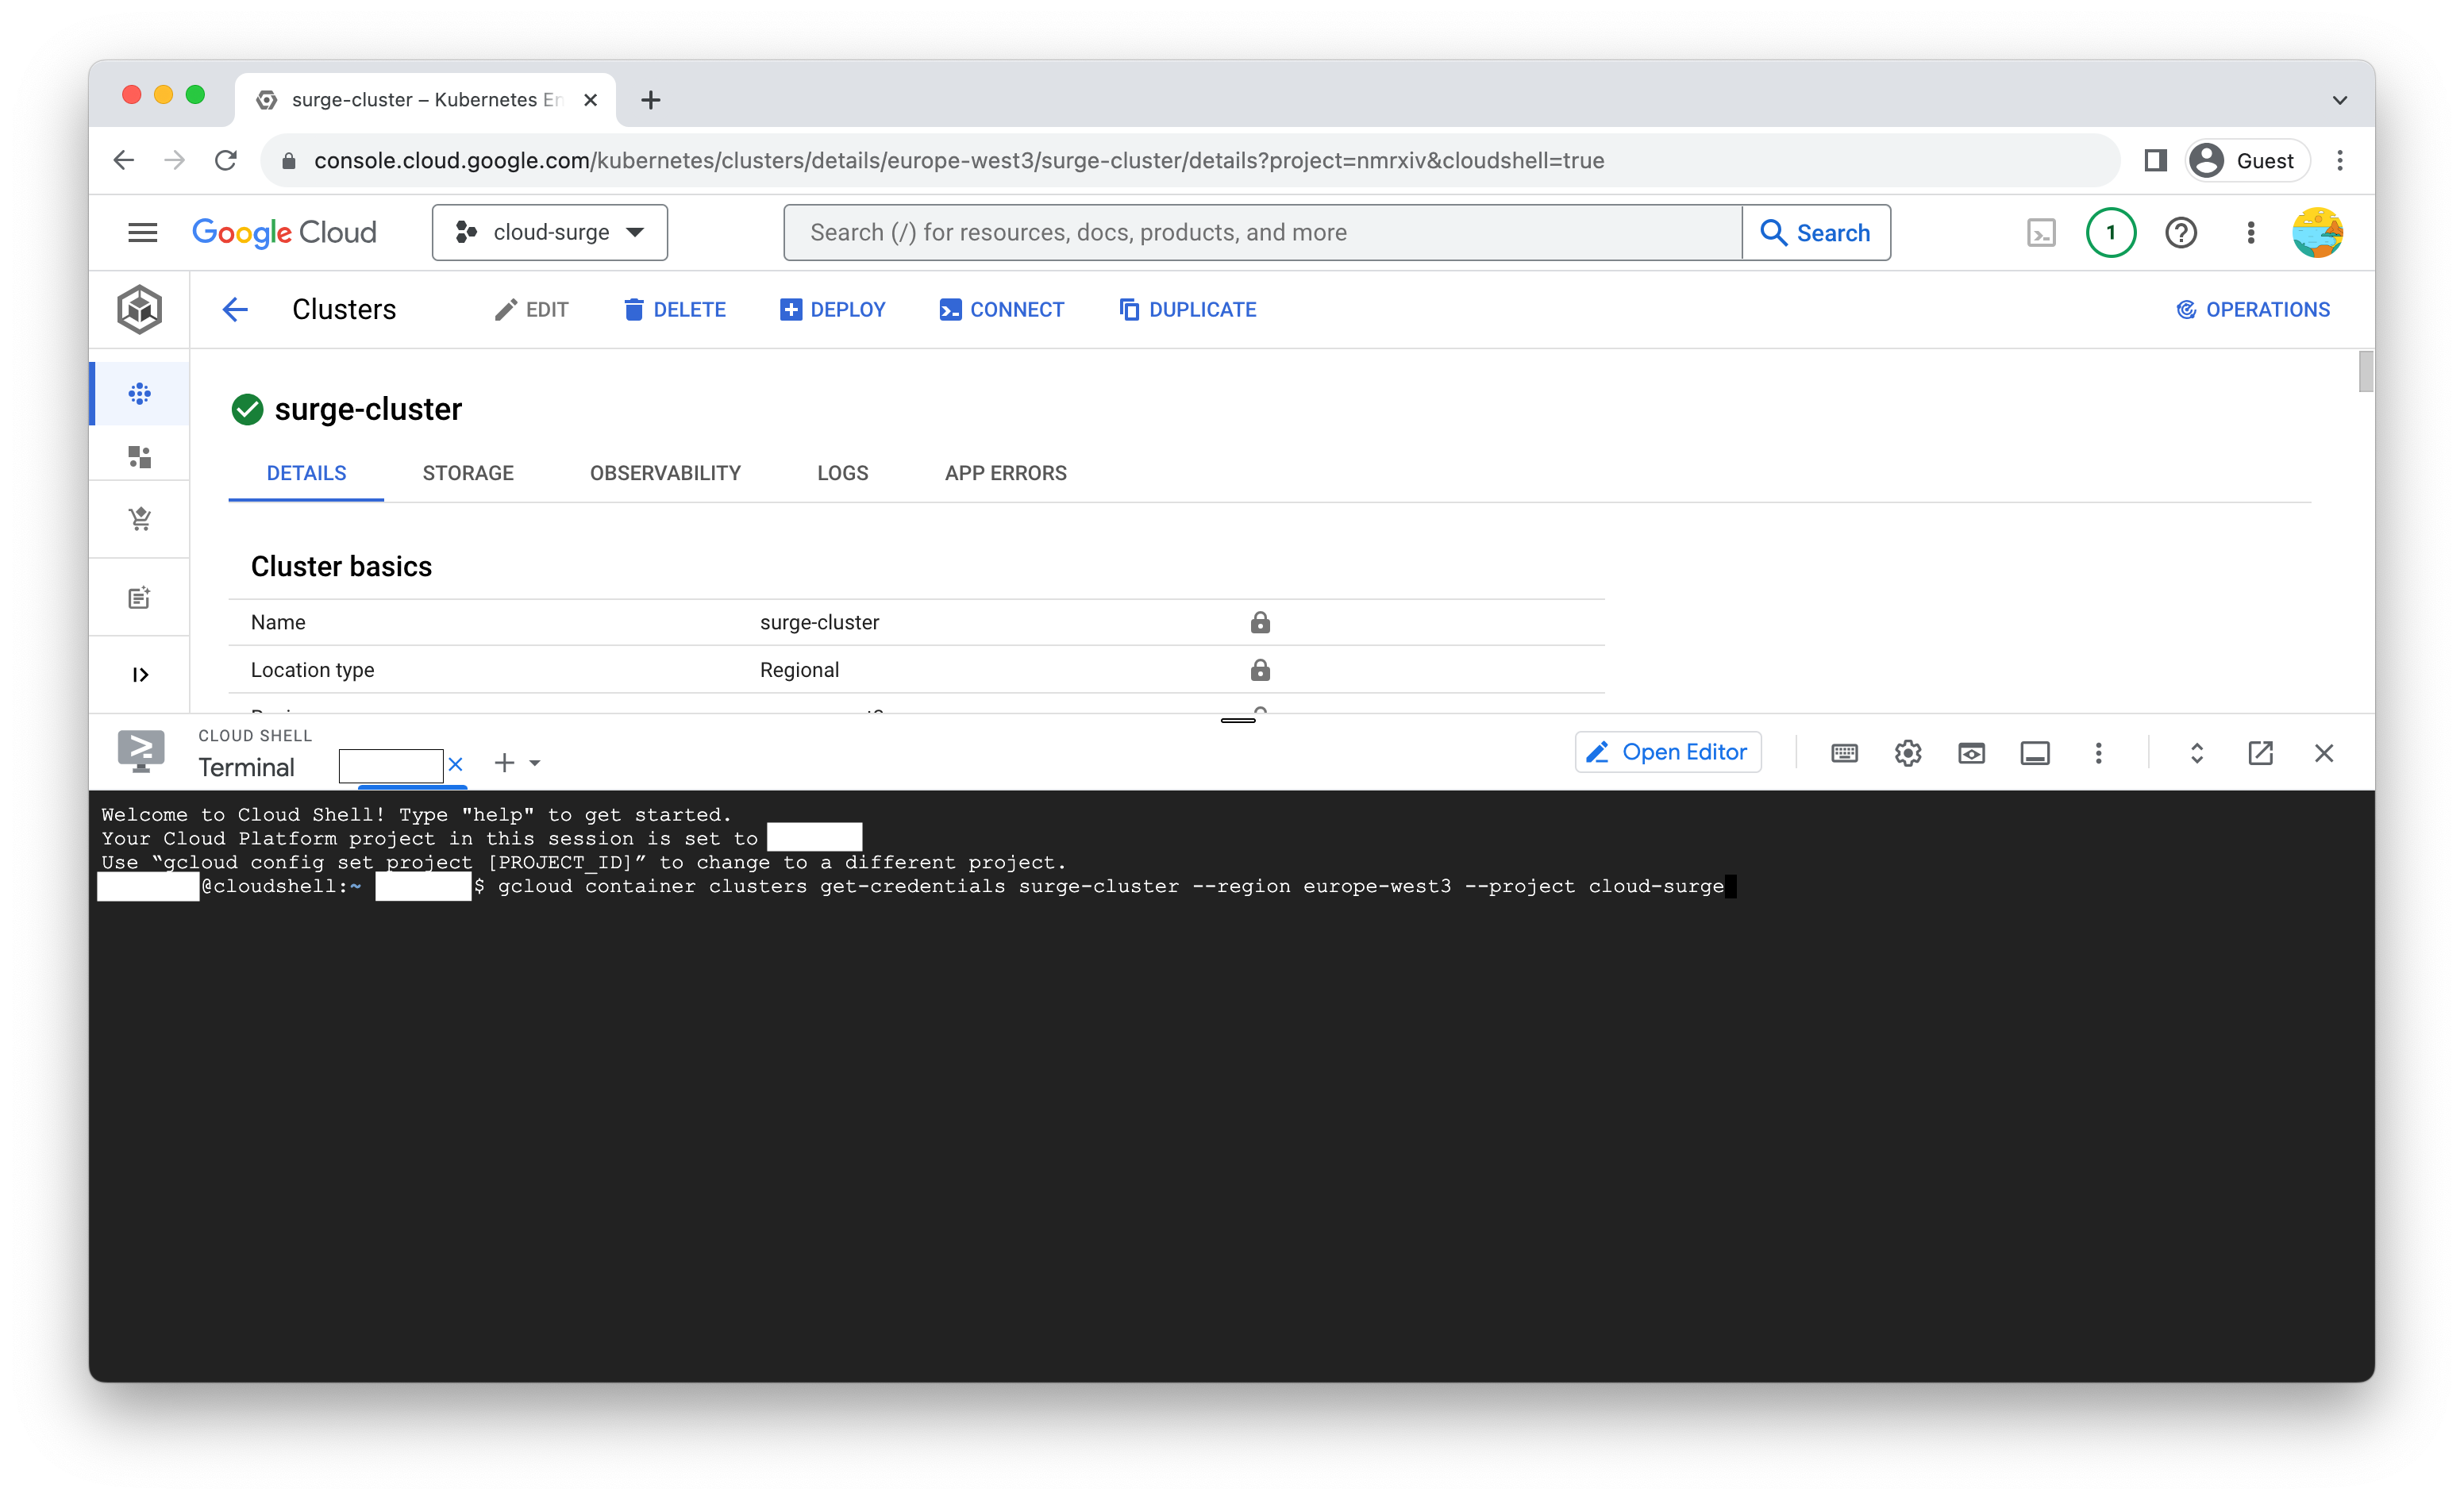 surge-cluster – Kubernetes En
console.cloud.google.com/kubernetes/clusters/details/europe-west3/surge-cluster/details?project=nmrxiv&cloudshell=true
Guest
Google Cloud
cloud-surge
Search (/) for resources, docs, products, and more
Search
1
Clusters
EDIT
DELETE
DEPLOY
CONNECT
DUPLICATE
OPERATIONS
surge-cluster
DETAILS
STORAGE
OBSERVABILITY
LOGS
APP ERRORS
Cluster basics
Name surge-cluster
Location type Regional
CLOUD SHELL
Terminal
Open Editor
Welcome to Cloud Shell! Type "help" to get started.
Your Cloud Platform project in this session is set to
Use “gcloud config set project [PROJECT_ID]” to change to a different project.
@cloudshell:~ $ gcloud container clusters get-credentials surge-cluster --region europe-west3 --project cloud-surge